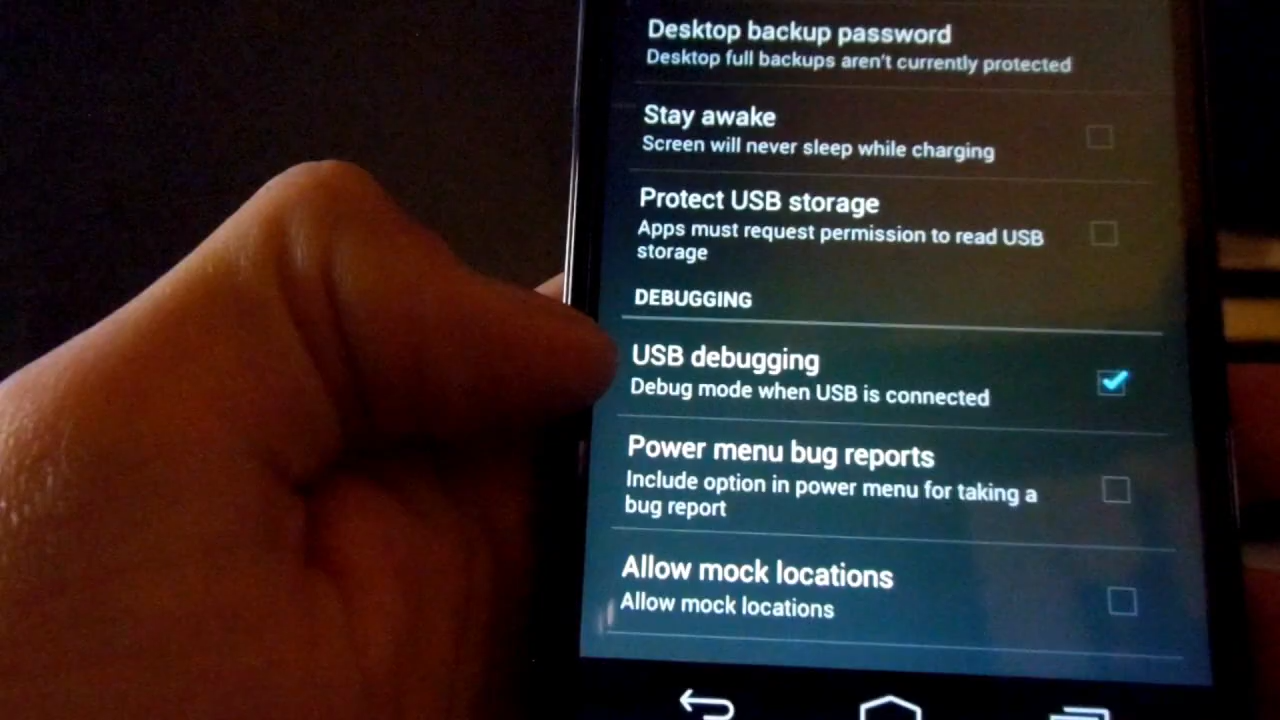 Desktop backup password
Desktop full backups aren't currently protected
Stay awake
Screen will never sleep while charging
Protect USB storage
Apps must request permission to read USB
storage
DEBUGGING
USB debugging
Debug mode when USB is connected
Power menu bug reports
Include option in power menu for taking a
bug report
Allow mock locations
Allow mock locations